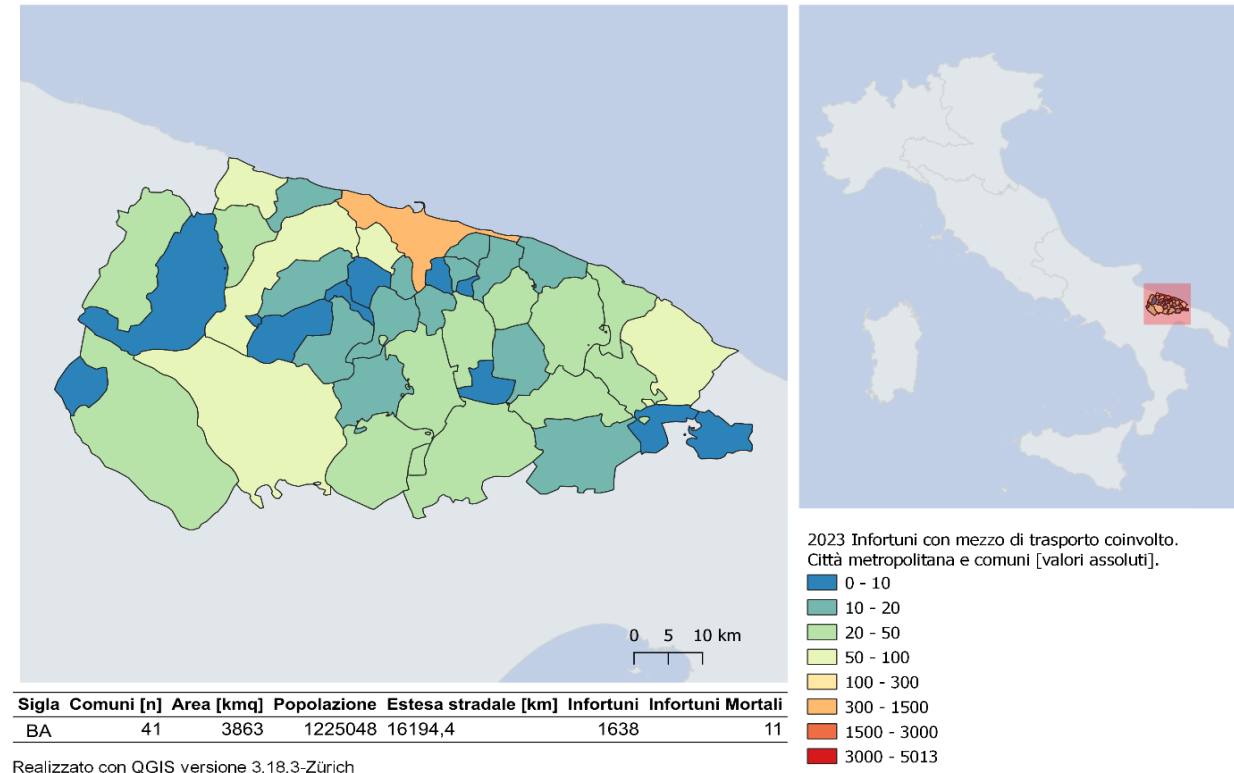 0 5 10 km
2023 Infortuni con mezzo di trasporto coinvolto.
Città metropolitana e comuni [valori assoluti].
0 - 10
10 - 20
20 - 50
50 - 100
100 - 300
300 - 1500
1500 - 3000
3000 - 5013
Sigla Comuni [n] Area [kmq] Popolazione Estesa stradale [km] Infortuni Infortuni Mortali
BA 41 3863 1225048 16194,4 1638 11
Realizzato con QGIS versione 3.18.3-Zürich